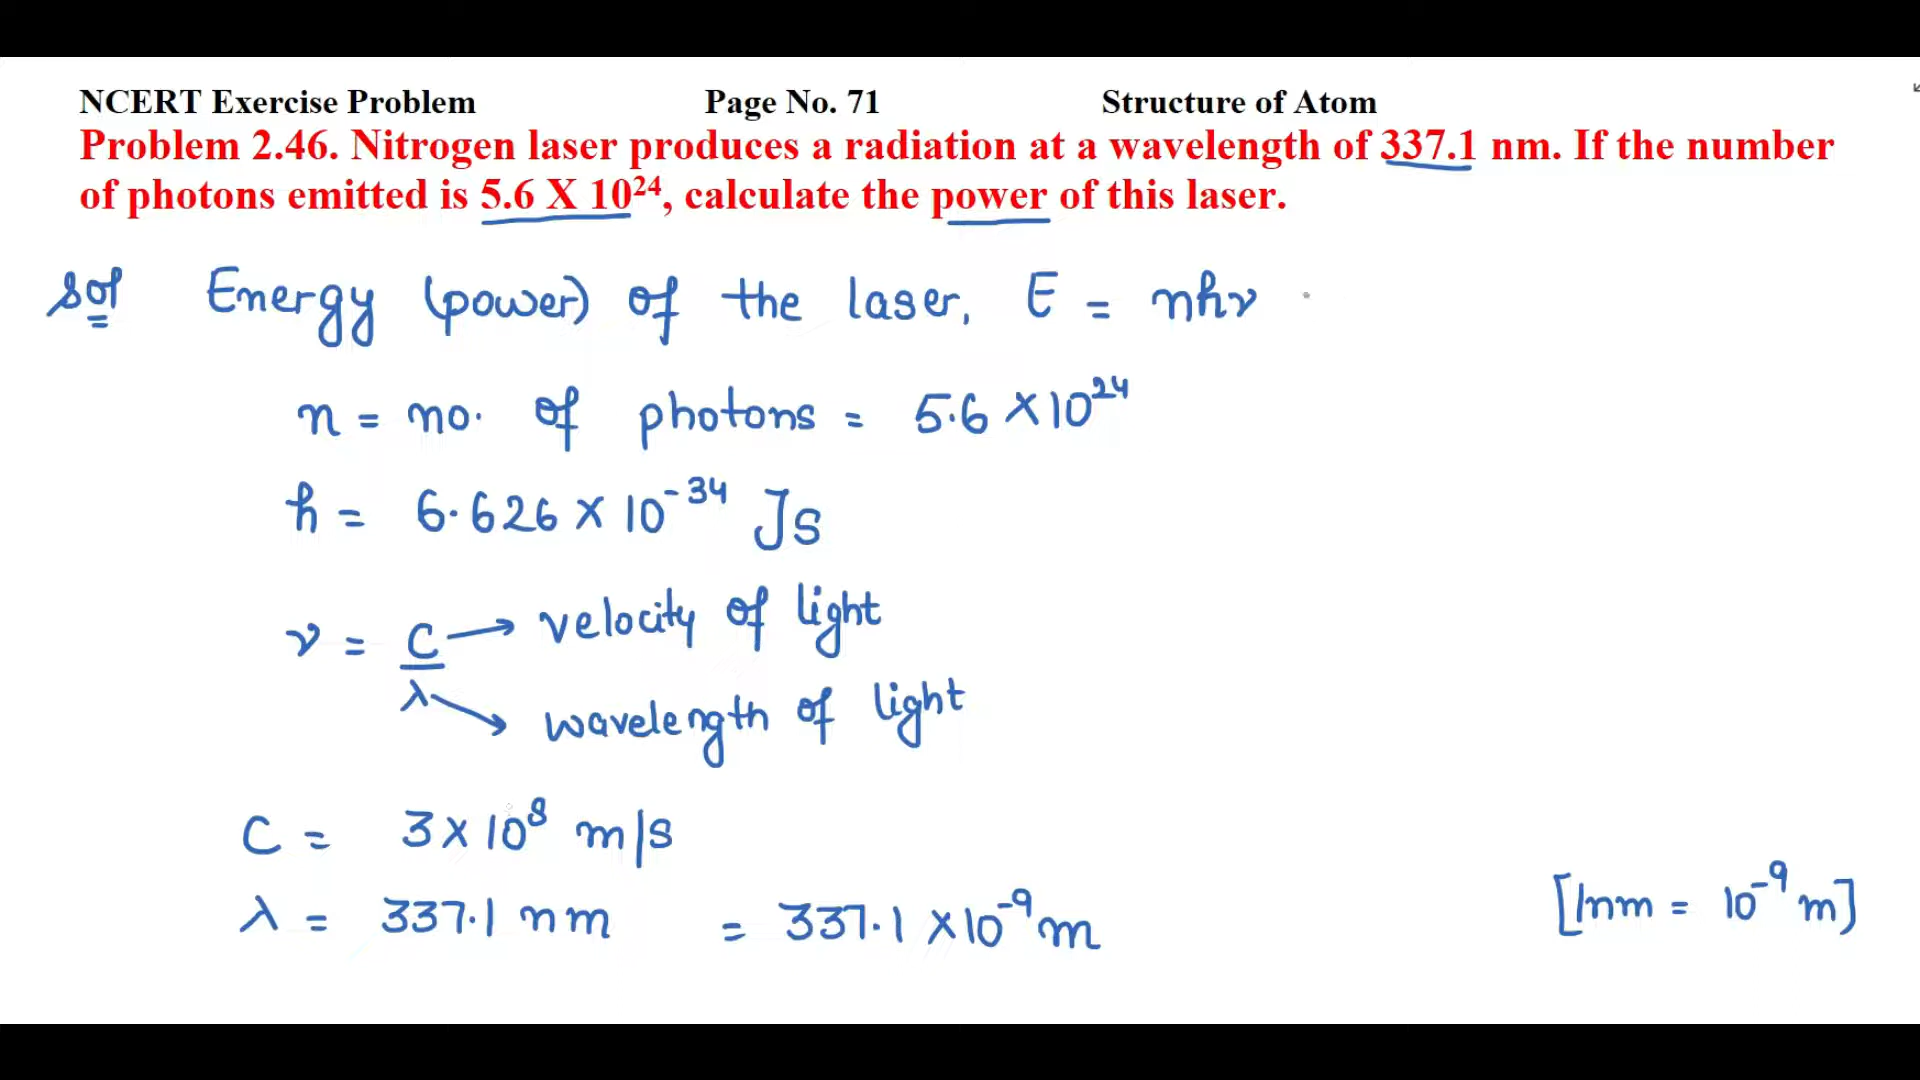 NCERT Exercise Problem Page No. 71 Structure of Atom
Problem 2.46. Nitrogen laser produces a radiation at a wavelength of 337.1 nm. If the number
of photons emitted is 5.6 X 10²⁴, calculate the power of this laser.
Sol Energy (power) of the laser, E = nhν
n = no. of photons = 5.6 × 10²⁴
h = 6.626 × 10⁻³⁴ Js
ν = C → velocity of light
λ → wavelength of light
C = 3 × 10⁸ m/s
λ = 337.1 nm = 337.1 × 10⁻⁹ m [1nm = 10⁻⁹ m]